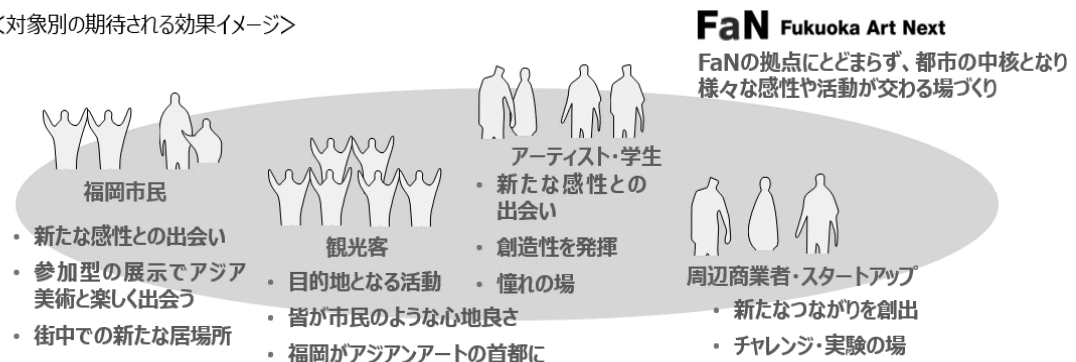 <対象別の期待される効果イメージ>
FaN Fukuoka Art Next
FaNの拠点にとどまらず、都市の中核となり
様々な感性や活動が交わる場づくり
福岡市民
・ 新たな感性との出会い
・ 参加型の展示でアジア
美術と楽しく出会う
・ 街中での新たな居場所
観光客
・ 目的地となる活動
・ 皆が市民のような心地良さ
・ 福岡がアジアンアートの首都に
アーティスト・学生
・ 新たな感性との
出会い
・ 創造性を発揮
・ 憧れの場
周辺商業者・スタートアップ
・ 新たなつながりを創出
・ チャレンジ・実験の場